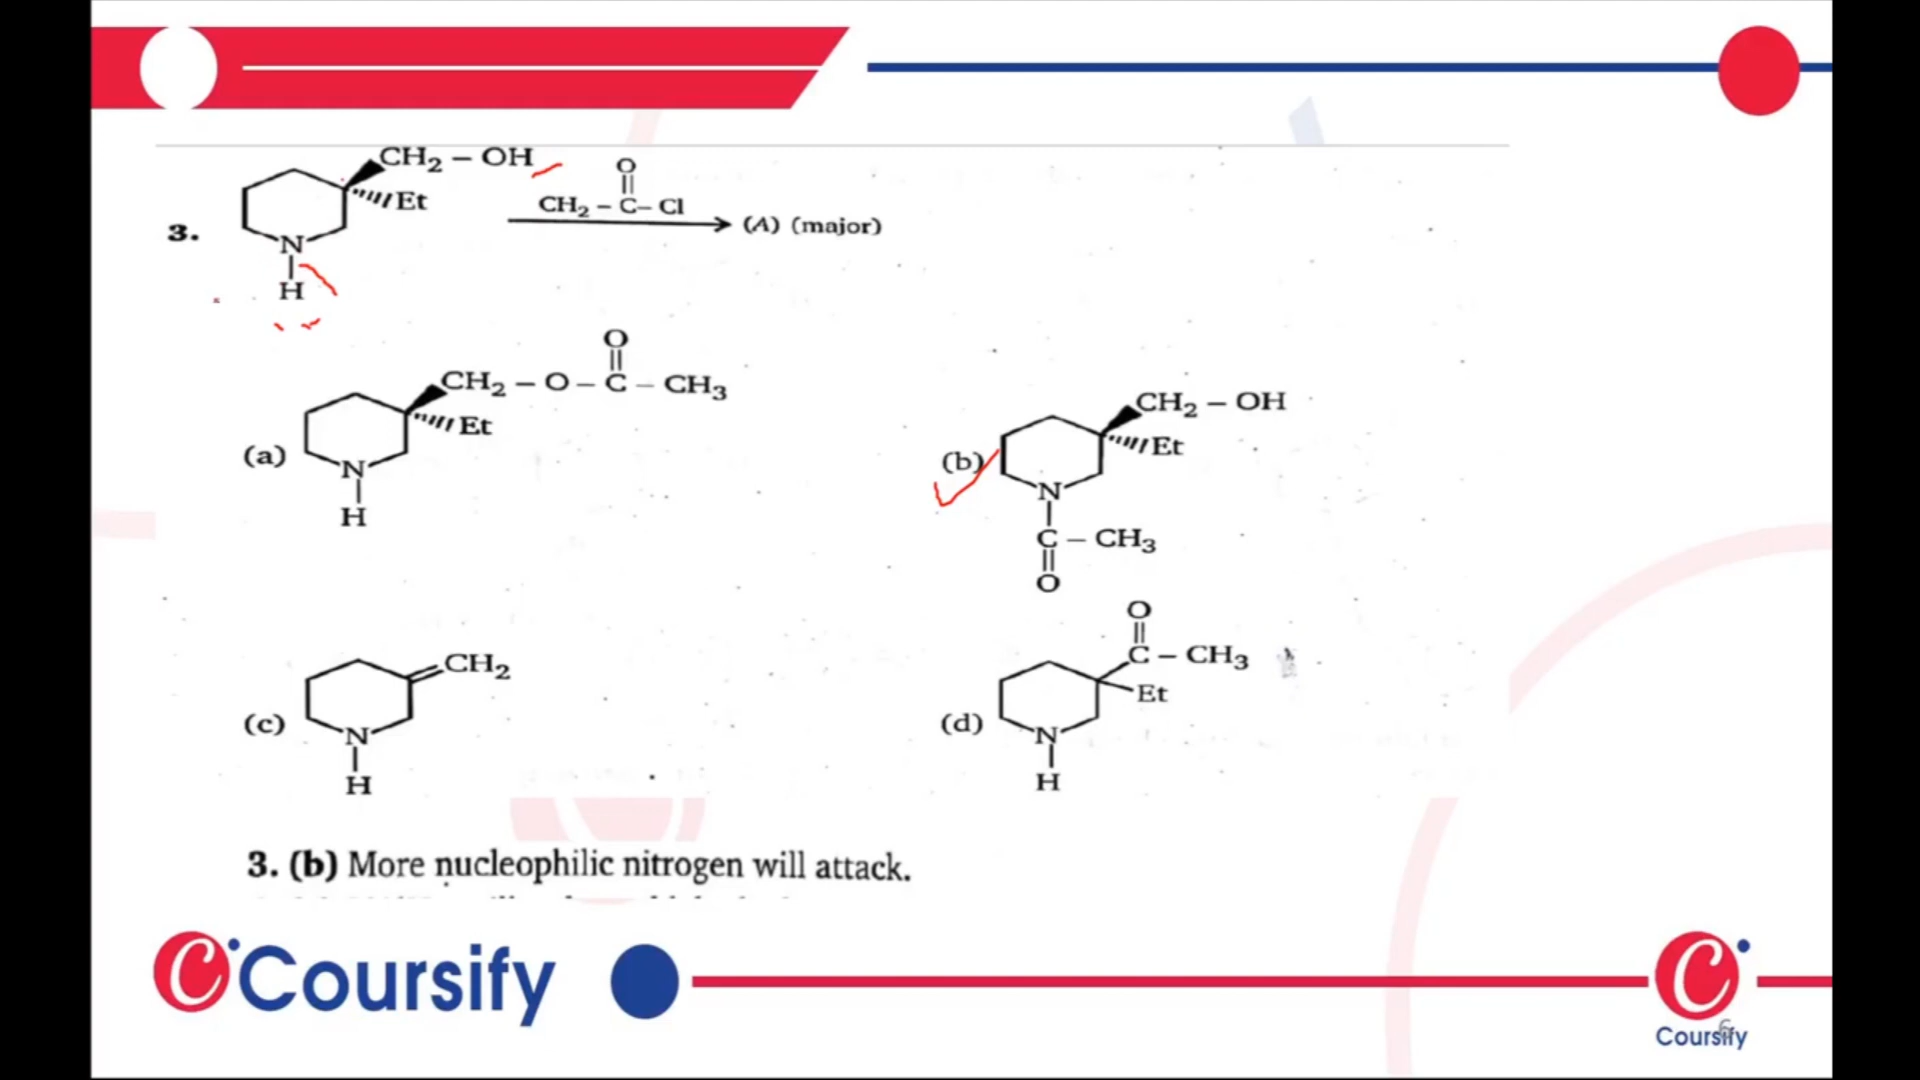 CH2 – OH
Et
O
CH2 – C – Cl
3.
(A) (major)
N
H
O
CH2 – O – C – CH3
Et
(a)
N
H
CH2 – OH
Et
(b)
N
C – CH3
O
CH2
(c)
N
H
O
C – CH3
Et
(d)
N
H
3. (b) More nucleophilic nitrogen will attack.
Coursify
Coursify